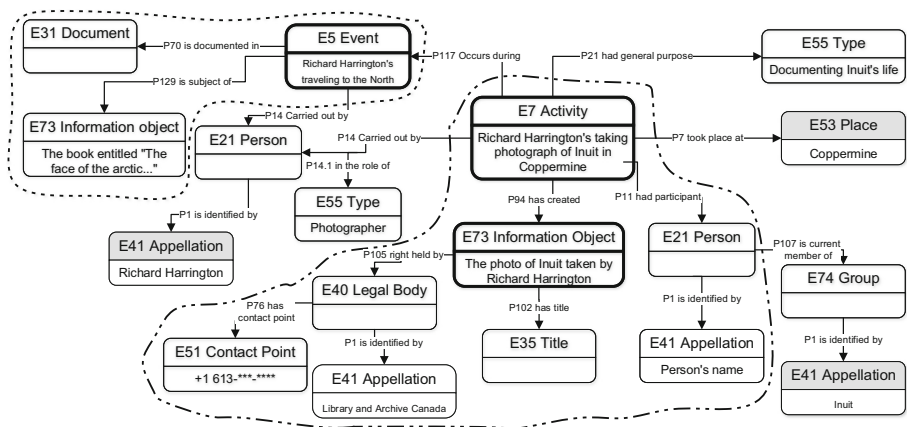 E31 Document
P70 is documented in
E5 Event
Richard Harrington's
traveling to the North
P117 Occurs during
P21 had general purpose
E55 Type
Documenting Inuit's life
P129 is subject of
E73 Information object
The book entitled "The
face of the arctic..."
P14 Carried out by
E21 Person
P14 Carried out by
P14.1 in the role of
E55 Type
Photographer
E7 Activity
Richard Harrington's taking
photograph of Inuit in
Coppermine
P7 took place at
E53 Place
Coppermine
P1 is identified by
E41 Appellation
Richard Harrington
P94 has created
P11 had participant
E73 Information Object
The photo of Inuit taken by
Richard Harrington
E21 Person
P107 is current
member of
E74 Group
P105 right held by
E40 Legal Body
P76 has
contact point
E51 Contact Point
+1 613-***-****
P1 is identified by
E41 Appellation
Library and Archive Canada
P102 has title
E35 Title
P1 is identified by
E41 Appellation
Person's name
P1 is identified by
E41 Appellation
Inuit